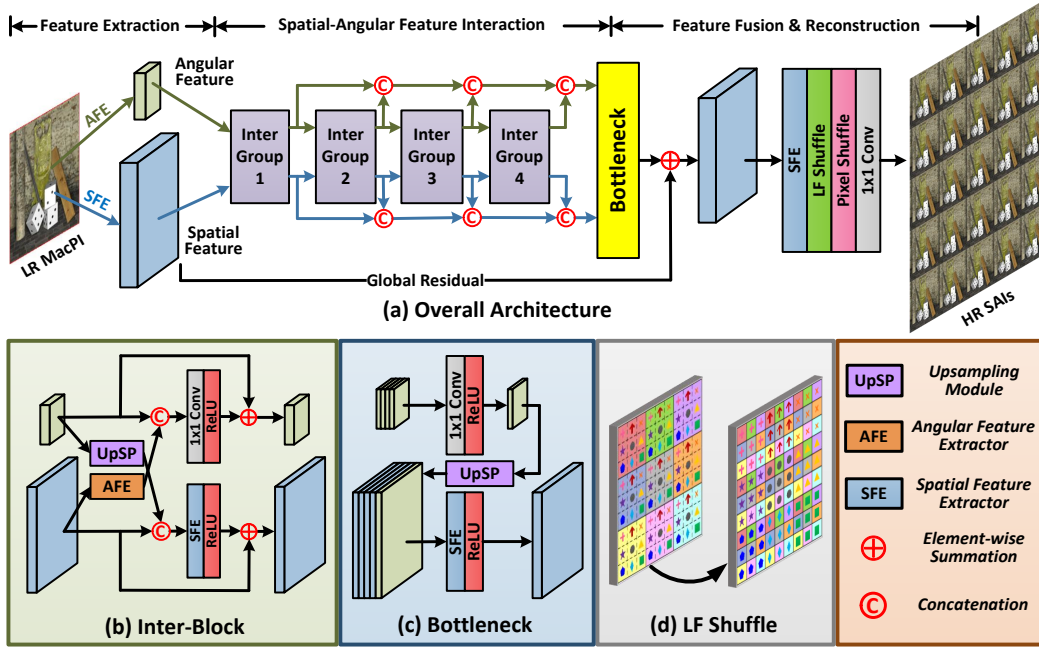 Feature Extraction
Spatial-Angular Feature Interaction
Feature Fusion & Reconstruction
Angular
Feature
AFE
SFE
LR MacPI
Spatial
Feature
Inter
Group
1
Inter
Group
2
Inter
Group
3
Inter
Group
4
C
C
C
C
C
C
Bottleneck
SFE
LF Shuffle
Pixel Shuffle
1x1 Conv
HR SAIs
Global Residual
(a) Overall Architecture
C
1x1 Conv
ReLU
UpSP
AFE
C
SFE
ReLU
(b) Inter-Block
1x1 Conv
ReLU
UpSP
SFE
ReLU
(c) Bottleneck
(d) LF Shuffle
UpSP
Upsampling
Module
AFE
Angular Feature
Extractor
SFE
Spatial Feature
Extractor
Element-wise
Summation
C
Concatenation